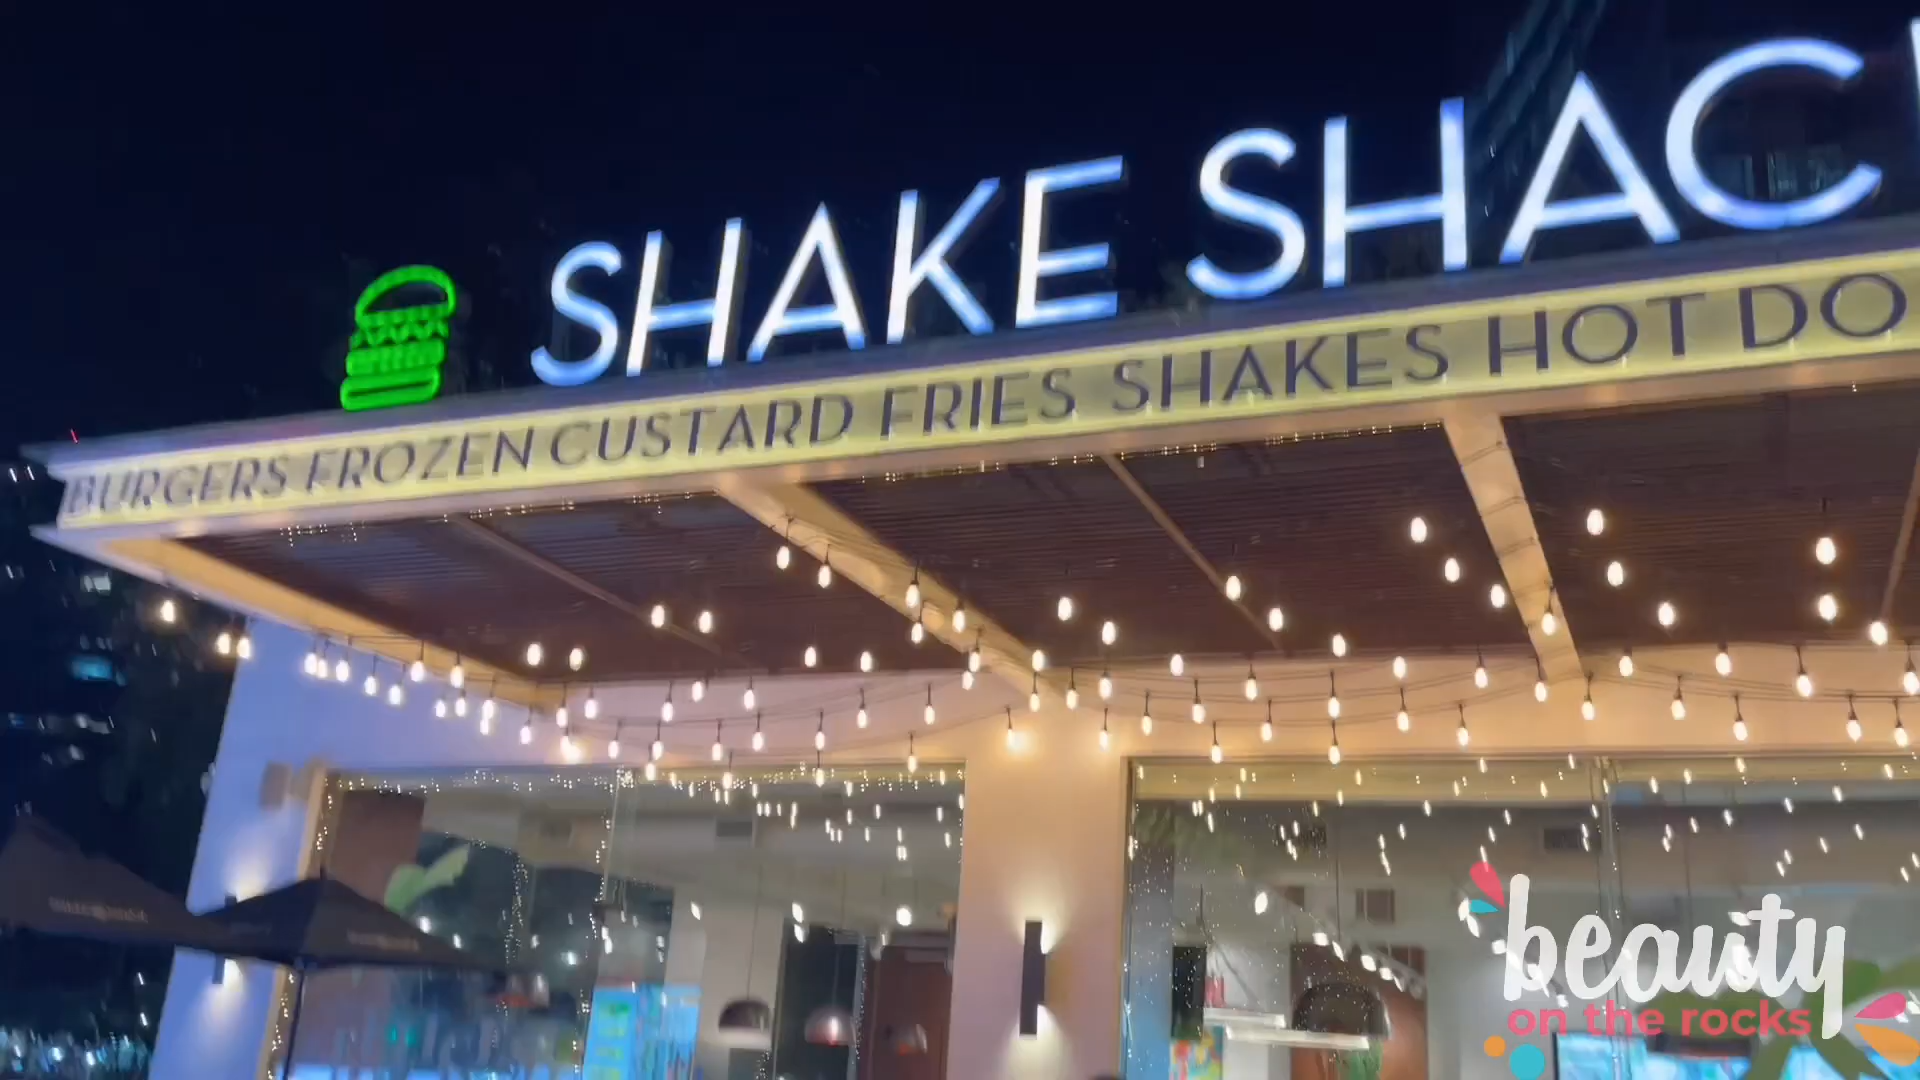 SHAKE SHAC
BURGERS FROZEN CUSTARD FRIES SHAKES HOT DO
beauty
on the rocks